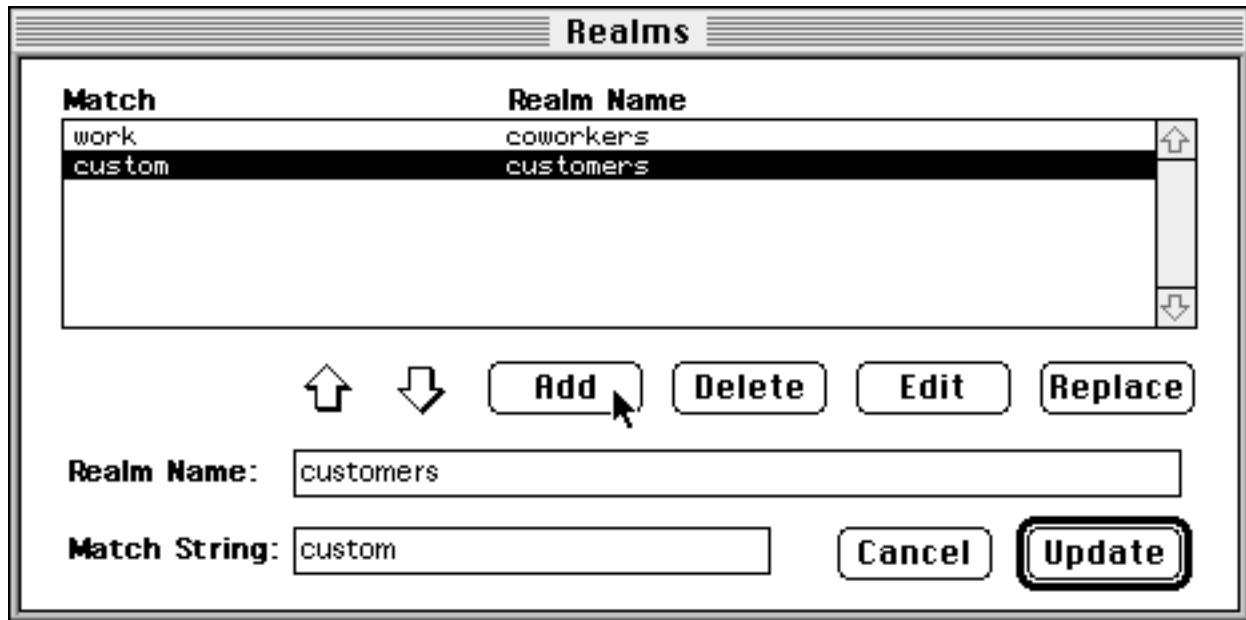 Realms
Match Realm Name
work coworkers
custom customers
Add Delete Edit Replace
Realm Name: customers
Match String: custom Cancel Update